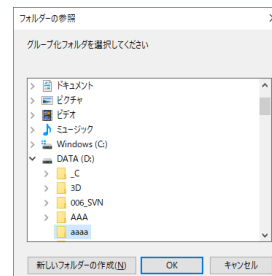 フォルダーの参照
グループ化フォルダを選択してください
ドキュメント
ピクチャ
ビデオ
ミュージック
Windows (C:)
DATA (D:)
_C
3D
006_SVN
AAA
aaaa
新しいフォルダーの作成(N)
OK
キャンセル